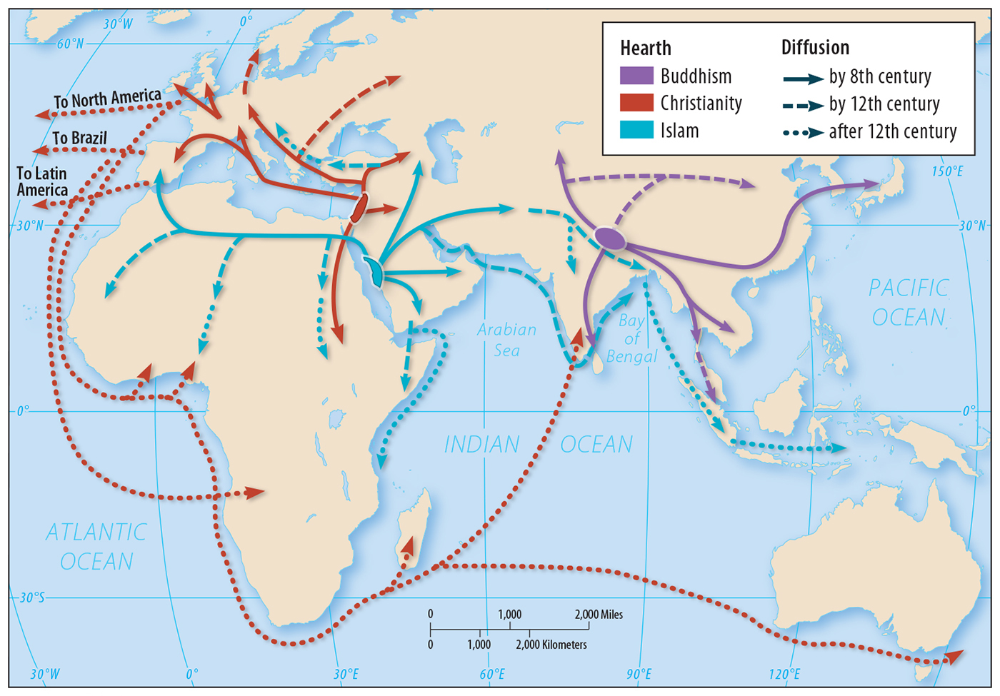 30°W
0°
60°N
Hearth
Buddhism
Christianity
Islam
Diffusion
by 8th century
by 12th century
after 12th century
To North America
To Brazil
To Latin
America
150°E
30°N
30°N
PACIFIC
OCEAN
Arabian
Sea
Bay
of
Bengal
0°
0°
INDIAN OCEAN
ATLANTIC
OCEAN
30°S
0 1,000 2,000 Miles
0 1,000 2,000 Kilometers
30°W
0°
30°E
60°E
90°E
120°E